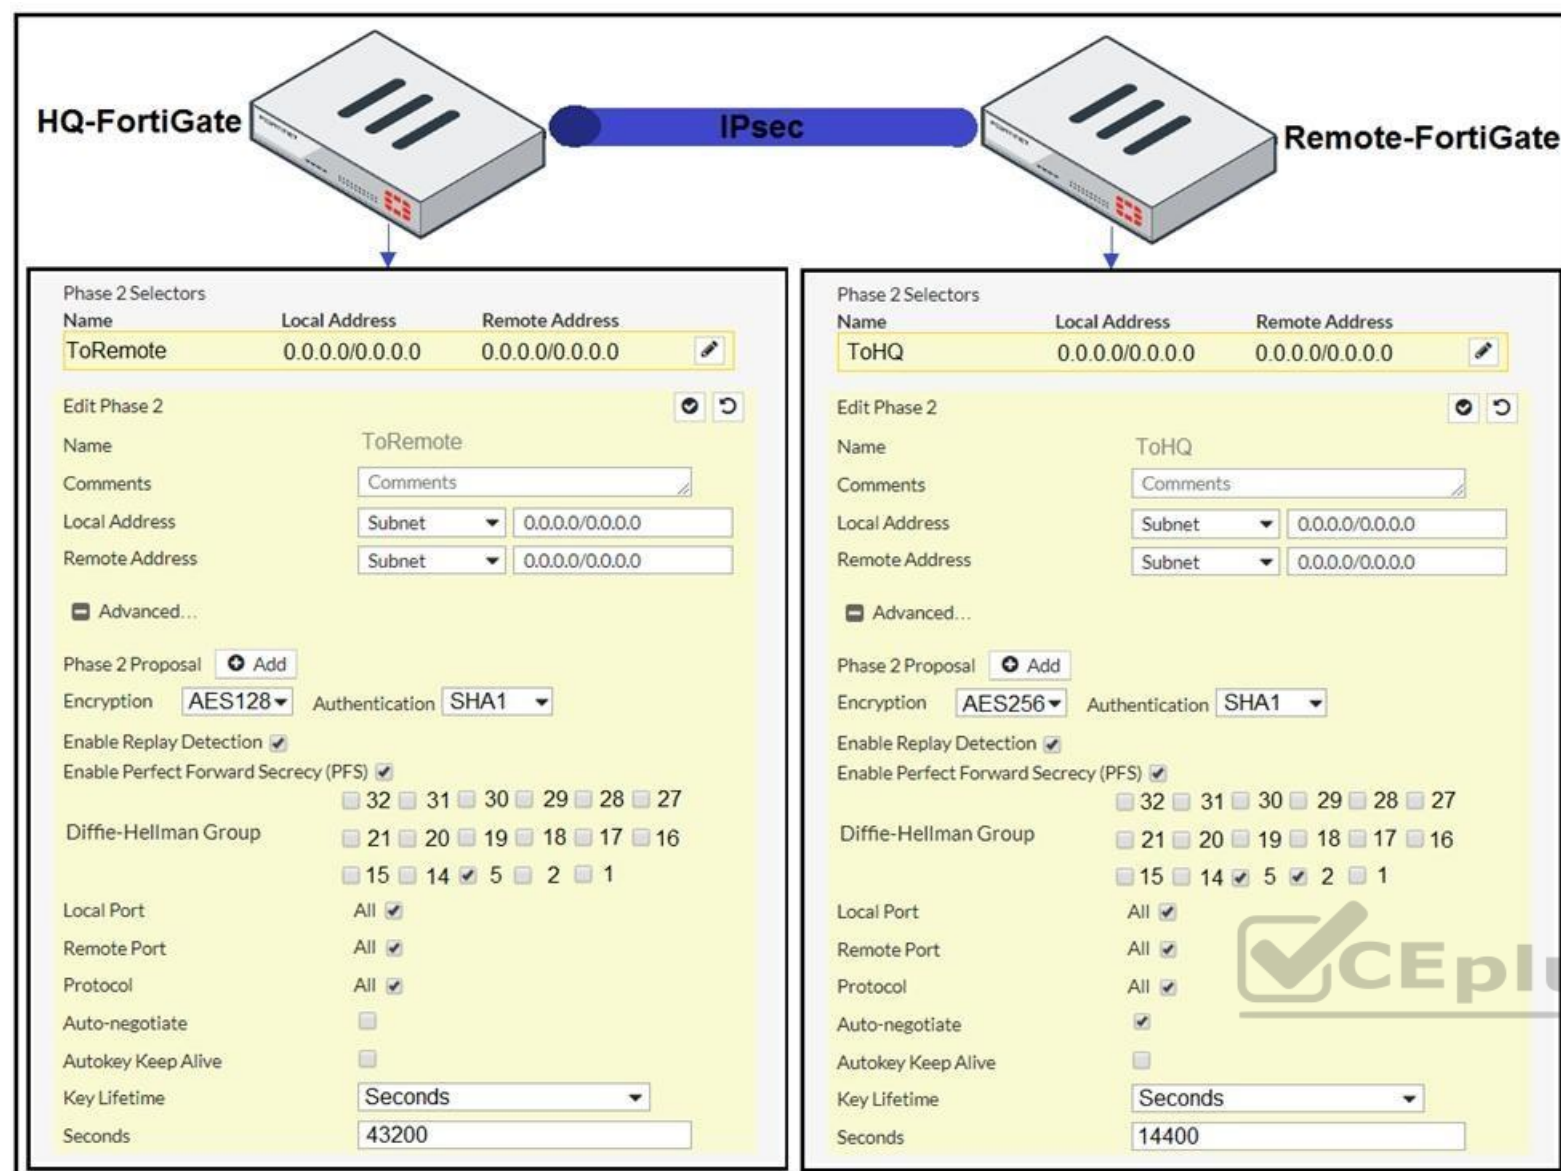 HQ-FortiGate
IPsec
Remote-FortiGate
Phase 2 Selectors
Name Local Address Remote Address
ToRemote 0.0.0.0/0.0.0.0 0.0.0.0/0.0.0.0
Edit Phase 2
Name ToRemote
Comments Comments
Local Address Subnet 0.0.0.0/0.0.0.0
Remote Address Subnet 0.0.0.0/0.0.0.0
Advanced...
Phase 2 Proposal Add
Encryption AES128 Authentication SHA1
Enable Replay Detection
Enable Perfect Forward Secrecy (PFS)
32 31 30 29 28 27
Diffie-Hellman Group 21 20 19 18 17 16
15 14 5 2 1
Local Port All
Remote Port All
Protocol All
Auto-negotiate
Autokey Keep Alive
Key Lifetime Seconds
Seconds 43200
Phase 2 Selectors
Name Local Address Remote Address
ToHQ 0.0.0.0/0.0.0.0 0.0.0.0/0.0.0.0
Edit Phase 2
Name ToHQ
Comments Comments
Local Address Subnet 0.0.0.0/0.0.0.0
Remote Address Subnet 0.0.0.0/0.0.0.0
Advanced...
Phase 2 Proposal Add
Encryption AES256 Authentication SHA1
Enable Replay Detection
Enable Perfect Forward Secrecy (PFS)
32 31 30 29 28 27
Diffie-Hellman Group 21 20 19 18 17 16
15 14 5 2 1
Local Port All
Remote Port All
Protocol All
Auto-negotiate
Autokey Keep Alive
Key Lifetime Seconds
Seconds 14400